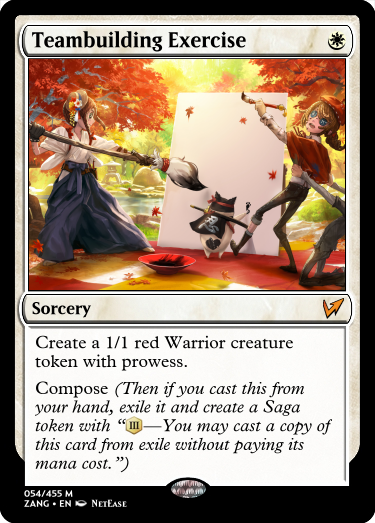 Teambuilding Exercise
Sorcery
Create a 1/1 red Warrior creature
token with prowess.
Compose (Then if you cast this from
your hand, exile it and create a Saga
token with “III—You may cast a copy of
this card from exile without paying its
mana cost.”)
054/455 M
ZANG • EN NetEase